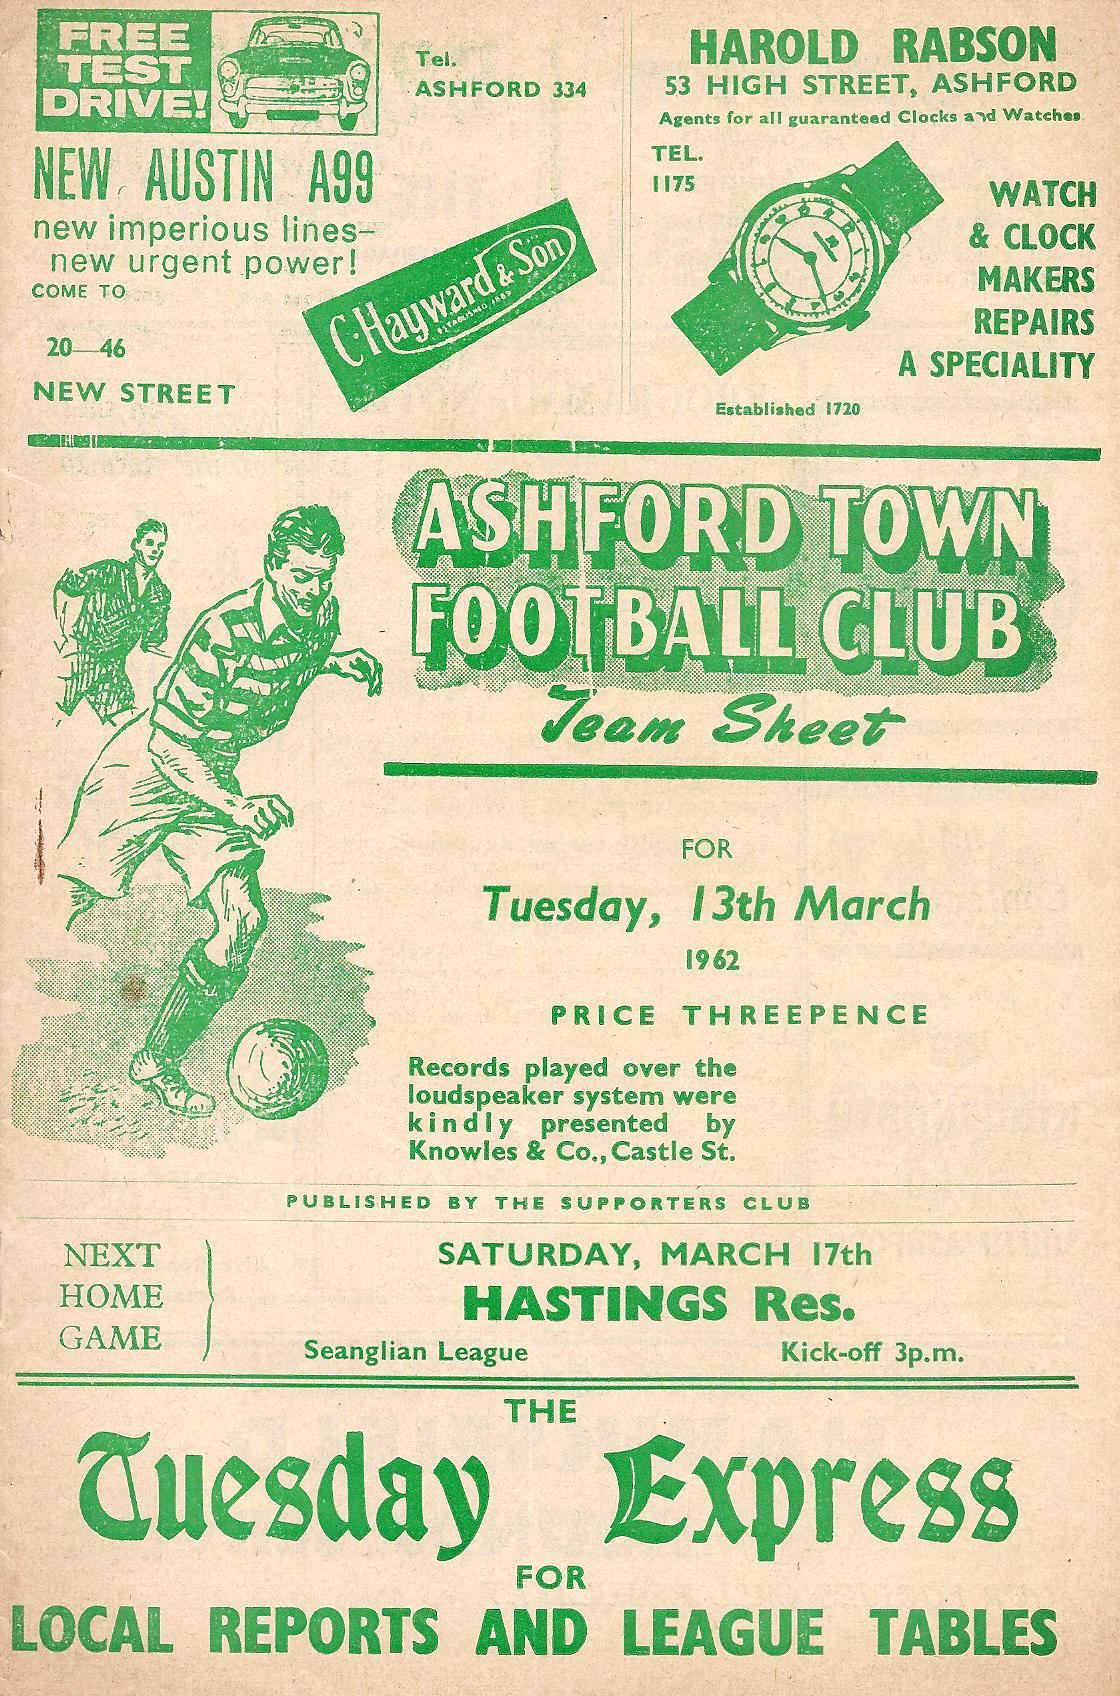 FREE
TEST
DRIVE!
Tel.
ASHFORD 334
NEW AUSTIN A99
new imperious lines—
new urgent power!
COME TO
20—46
NEW STREET
C. Hayward & Son
ESTABLISHED
HAROLD RABSON
53 HIGH STREET, ASHFORD
Agents for all guaranteed Clocks and Watches
TEL.
1175
WATCH
& CLOCK
MAKERS
REPAIRS
A SPECIALITY
Established 1720
ASHFORD TOWN
FOOTBALL CLUB
Team Sheet
FOR
Tuesday, 13th March
1962
PRICE THREEPENCE
Records played over the
loudspeaker system were
kindly presented by
Knowles & Co., Castle St.
PUBLISHED BY THE SUPPORTERS CLUB
NEXT
HOME
GAME
SATURDAY, MARCH 17th
HASTINGS Res.
Seanglian League Kick-off 3p.m.
THE
Tuesday Express
FOR
LOCAL REPORTS AND LEAGUE TABLES